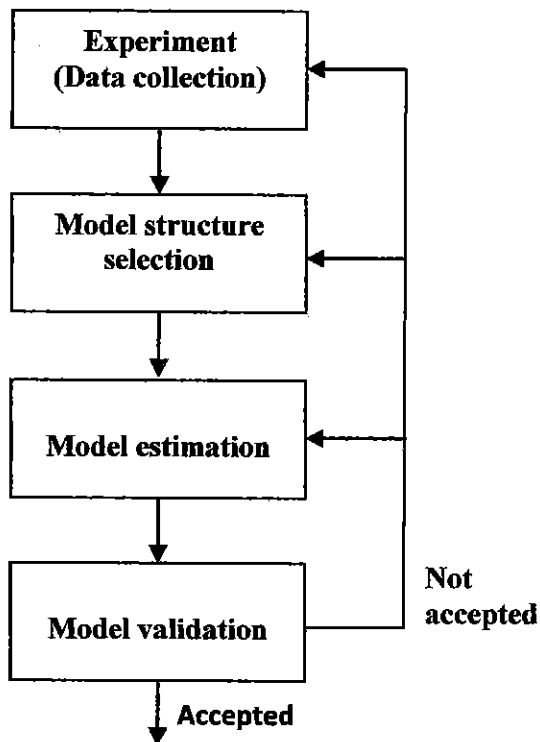 Experiment
(Data collection)
Model structure
selection
Model estimation
Model validation
Not
accepted
Accepted